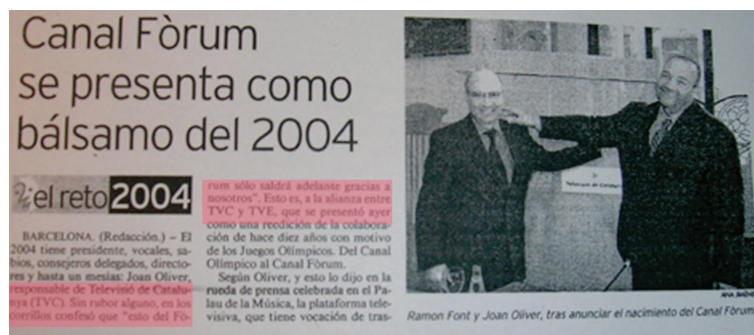 Canal Fòrum
se presenta como
bálsamo del 2004
el reto 2004
BARCELONA. (Redacción.) – El
2004 tiene presidente, vocales, sa-
bios, consejeros delegados, directo-
res y hasta un mesías: Joan Oliver,
responsable de Televisió de Catalu-
nya (TVC). Sin rubor alguno, en los
corrillos confesó que "esto del Fò-
rum sólo saldrá adelante gracias a
nosotros". Esto es, a la alianza entre
TVC y TVE, que se presentó ayer
como una reedición de la colabora-
ción de hace diez años con motivo
de los Juegos Olímpicos. Del Canal
Olímpico al Canal Fòrum.
Según Oliver, y esto lo dijo en la
rueda de prensa celebrada en el Pa-
lau de la Música, la plataforma tele-
visiva, que tiene vocación de tras-
Televisió de Catalunya
Ramon Font y Joan Oliver, tras anunciar el nacimiento del Canal Fòrum